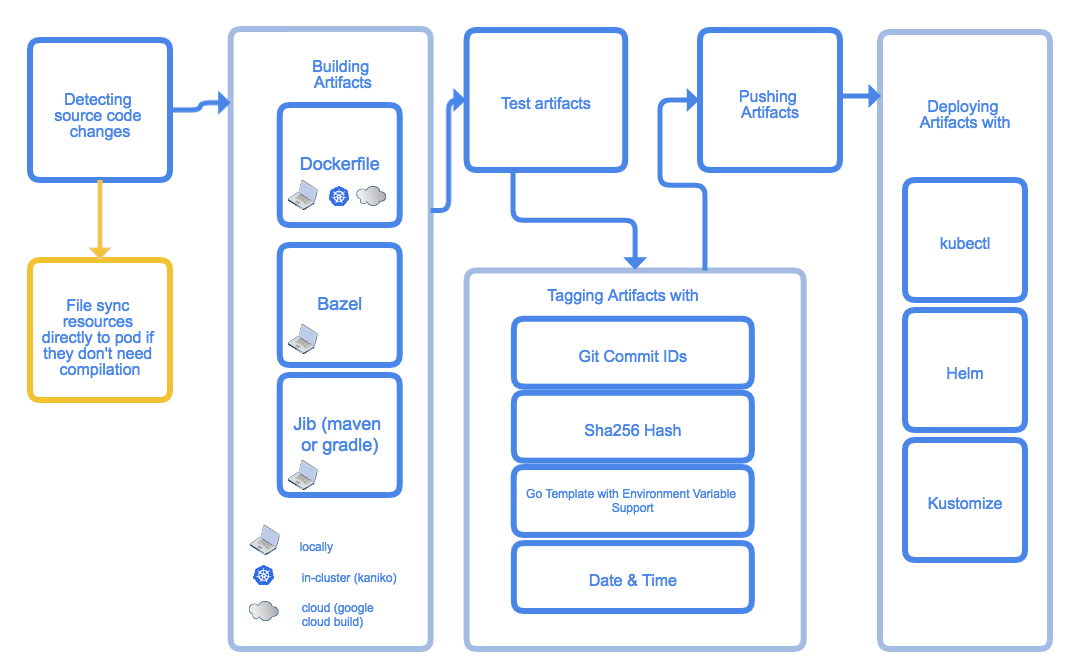 Detecting
source code
changes
File sync
resources
directly to pod if
they don't need
compilation
Building
Artifacts
Dockerfile
Bazel
Jib (maven
or gradle)
locally
in-cluster (kaniko)
cloud (google
cloud build)
Test artifacts
Tagging Artifacts with
Git Commit IDs
Sha256 Hash
Go Template with Environment Variable
Support
Date & Time
Pushing
Artifacts
Deploying
Artifacts with
kubectl
Helm
Kustomize